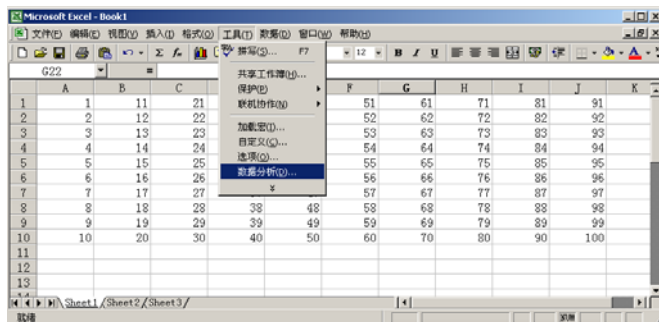 Microsoft Excel - Book1
文件(F) 编辑(E) 视图(V) 插入(I) 格式(O) 工具(T) 数据(D) 窗口(W) 帮助(H)
拼写(S)... F7
共享工作簿(H)...
保护(P)
联机协作(N)
加载宏(I)...
自定义(C)...
选项(O)...
数据分析(D)...
12 B I U
G22 =
A B C F G H I J K
1 1 11 21 51 61 71 81 91
2 2 12 22 52 62 72 82 92
3 3 13 23 53 63 73 83 93
4 4 14 24 54 64 74 84 94
5 5 15 25 55 65 75 85 95
6 6 16 26 56 66 76 86 96
7 7 17 27 57 67 77 87 97
8 8 18 28 38 48 58 68 78 88 98
9 9 19 29 39 49 59 69 79 89 99
10 10 20 30 40 50 60 70 80 90 100
11
12
13
Sheet1 Sheet2 Sheet3
就绪